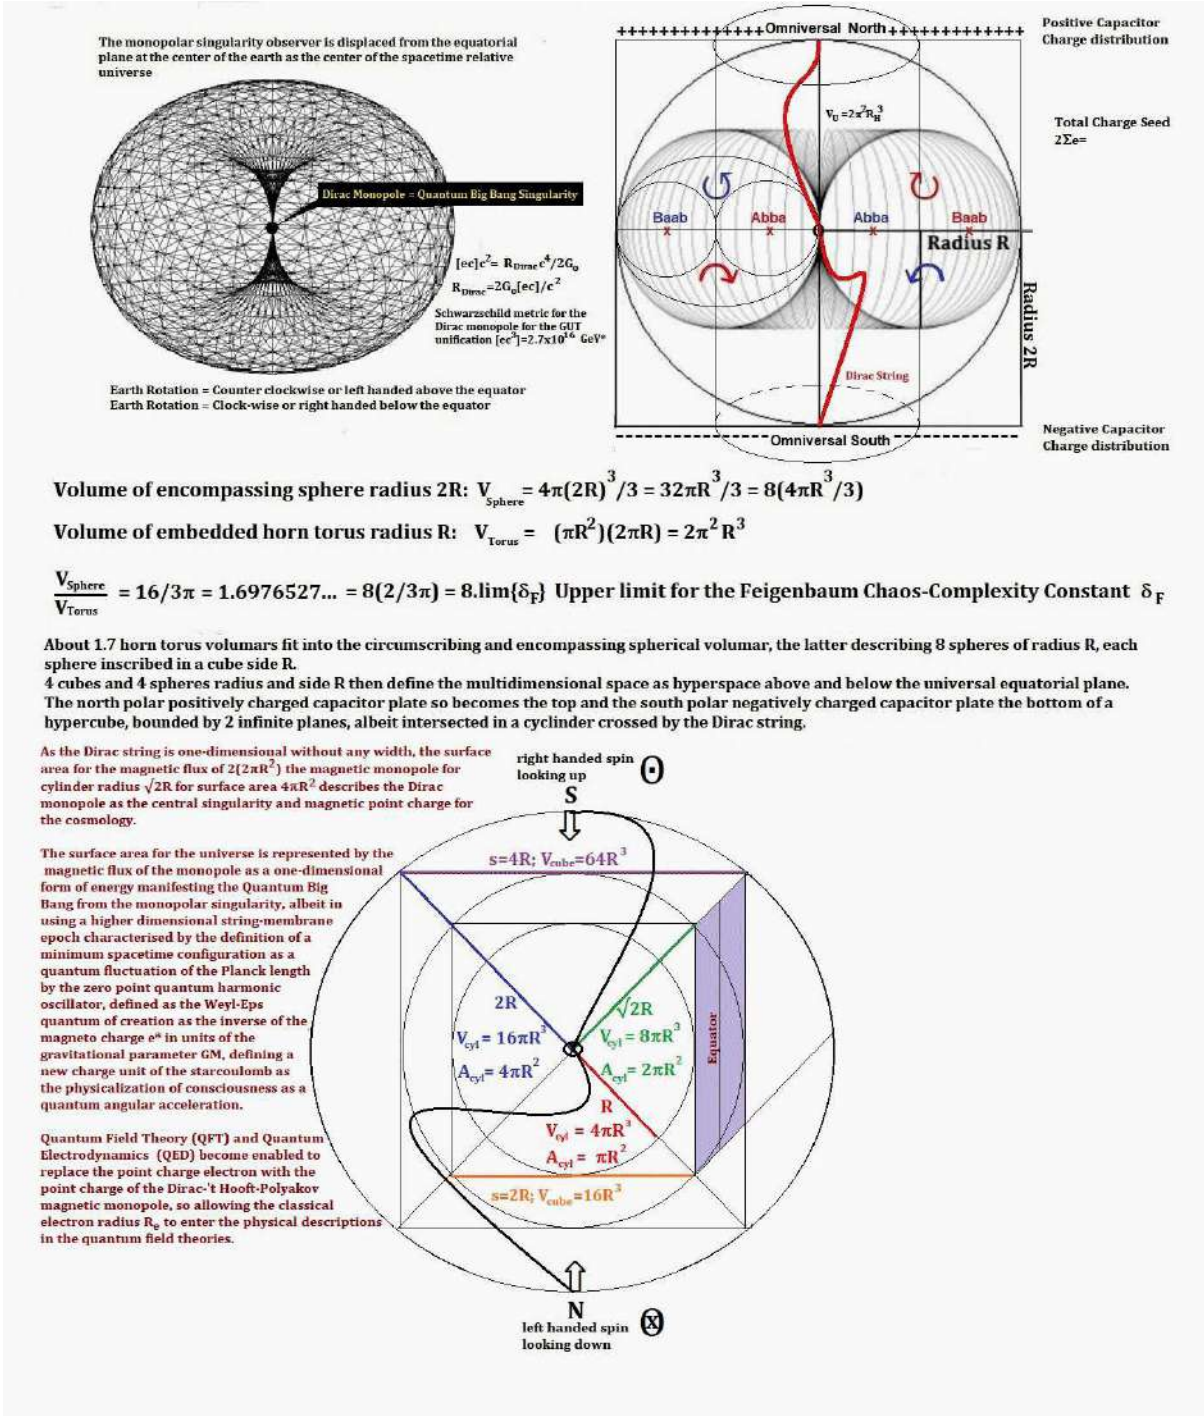 The monopolar singularity observer is displaced from the equatorial
plane at the center of the earth as the center of the spacetime relative
universe
Dirac Monopole = Quantum Big Bang Singularity
[ec]c²= R_Dirac c⁴/2G₀
R_Dirac=2G₀[ec]/c²
Schwarzschild metric for the
Dirac monopole for the GUT
unification [ec³]=2.7x10¹⁶ GeV*
Earth Rotation = Counter clockwise or left handed above the equator
Earth Rotation = Clock-wise or right handed below the equator
++++++++++++++++Omniversal North++++++++++++++
Positive Capacitor
Charge distribution
V_U=2π²R_H³
Total Charge Seed
2Σe=
Baab
Abba
Abba
Baab
x
x
x
x
Radius R
Radius 2R
Dirac String
Omniversal South
Negative Capacitor
Charge distribution
Volume of encompassing sphere radius 2R: V_Sphere= 4π(2R)³/3 = 32πR³/3 = 8(4πR³/3)
Volume of embedded horn torus radius R: V_Torus = (πR²)(2πR) = 2π²R³
V_Sphere/V_Torus = 16/3π = 1.6976527... = 8(2/3π) = 8.lim{δ_F} Upper limit for the Feigenbaum Chaos-Complexity Constant δ_F
About 1.7 horn torus volumars fit into the circumscribing and encompassing spherical volumar, the latter describing 8 spheres of radius R, each
sphere inscribed in a cube side R.
4 cubes and 4 spheres radius and side R then define the multidimensional space as hyperspace above and below the universal equatorial plane.
The north polar positively charged capacitor plate so becomes the top and the south polar negatively charged capacitor plate the bottom of a
hypercube, bounded by 2 infinite planes, albeit intersected in a cyclinder crossed by the Dirac string.
As the Dirac string is one-dimensional without any width, the surface
area for the magnetic flux of 2(2πR²) the magnetic monopole for
cylinder radius √2R for surface area 4πR² describes the Dirac
monopole as the central singularity and magnetic point charge for
the cosmology.
The surface area for the universe is represented by the
magnetic flux of the monopole as a one-dimensional
form of energy manifesting the Quantum Big
Bang from the monopolar singularity, albeit in
using a higher dimensional string-membrane
epoch characterised by the definition of a
minimum spacetime configuration as a
quantum fluctuation of the Planck length
by the zero point quantum harmonic
oscillator, defined as the Weyl-Eps
quantum of creation as the inverse of the
magneto charge e* in units of the
gravitational parameter GM, defining a
new charge unit of the starcoulomb as
the physicalization of consciousness as a
quantum angular acceleration.
Quantum Field Theory (QFT) and Quantum
Electrodynamics (QED) become enabled to
replace the point charge electron with the
point charge of the Dirac-'t Hooft-Polyakov
magnetic monopole, so allowing the classical
electron radius Rₑ to enter the physical descriptions
in the quantum field theories.
right handed spin
looking up
S
s=4R; V_cube=64R³
2R
V_cyl = 16πR³
A_cyl= 4πR²
√2R
V_cyl = 8πR³
A_cyl= 2πR²
R
V_cyl = 4πR³
A_cyl = πR²
Equator
s=2R; V_cube=16R³
N
left handed spin
looking down